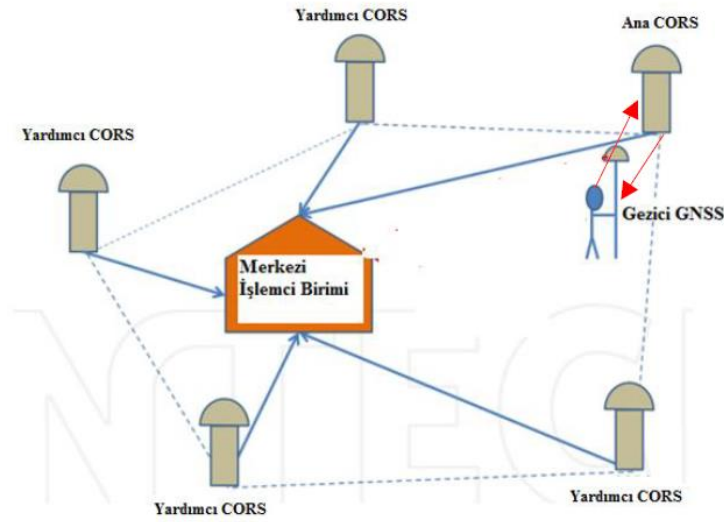 Yardımcı CORS
Ana CORS
Yardımcı CORS
Gezici GNSS
Merkezi
İşlemci Birimi
Yardımcı CORS
Yardımcı CORS